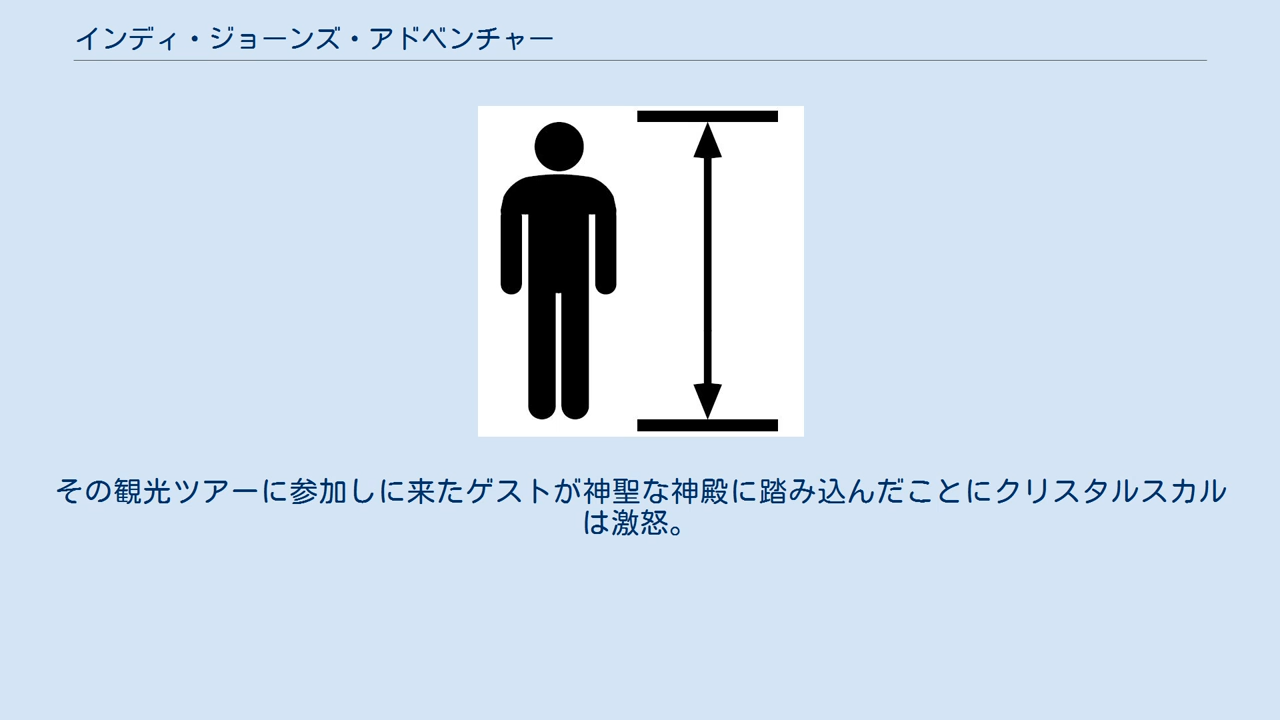 インディ・ジョーンズ・アドベンチャー
その観光ツアーに参加しに来たゲストが神聖な神殿に踏み込んだことにクリスタルスカル
は激怒。